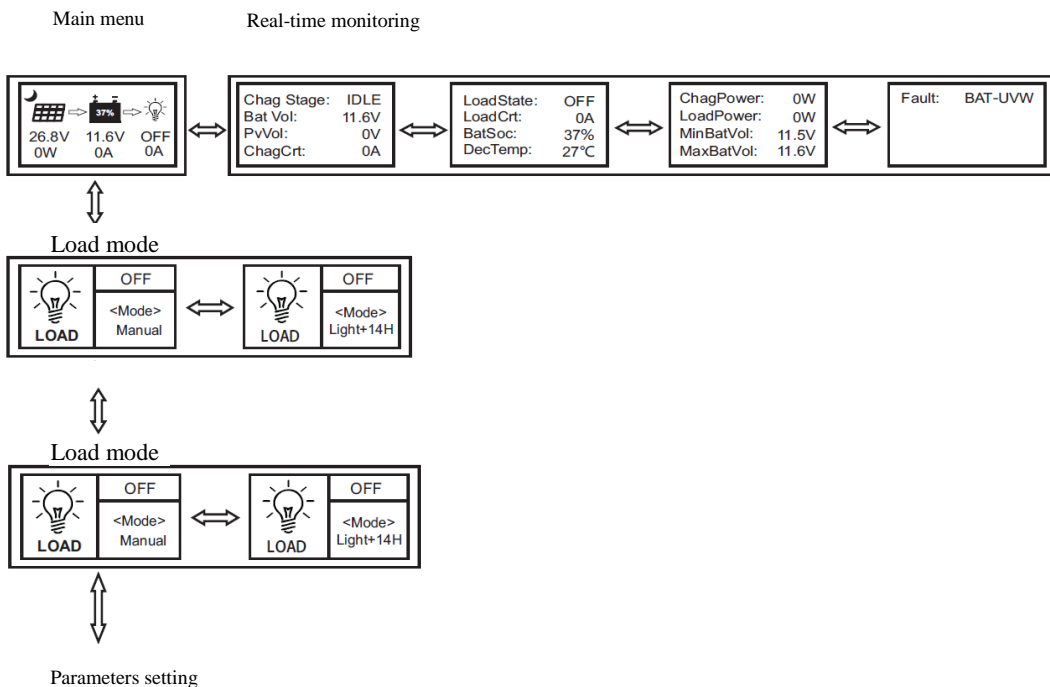 Main menu
Real-time monitoring
+ -
37%
26.8V 11.6V OFF
0W 0A 0A
Chag Stage: IDLE
Bat Vol: 11.6V
PvVol: 0V
ChagCrt: 0A
LoadState: OFF
LoadCrt: 0A
BatSoc: 37%
DecTemp: 27℃
ChagPower: 0W
LoadPower: 0W
MinBatVol: 11.5V
MaxBatVol: 11.6V
Fault: BAT-UVW
Load mode
LOAD
OFF
<Mode>
Manual
LOAD
OFF
<Mode>
Light+14H
Load mode
LOAD
OFF
<Mode>
Manual
LOAD
OFF
<Mode>
Light+14H
Parameters setting